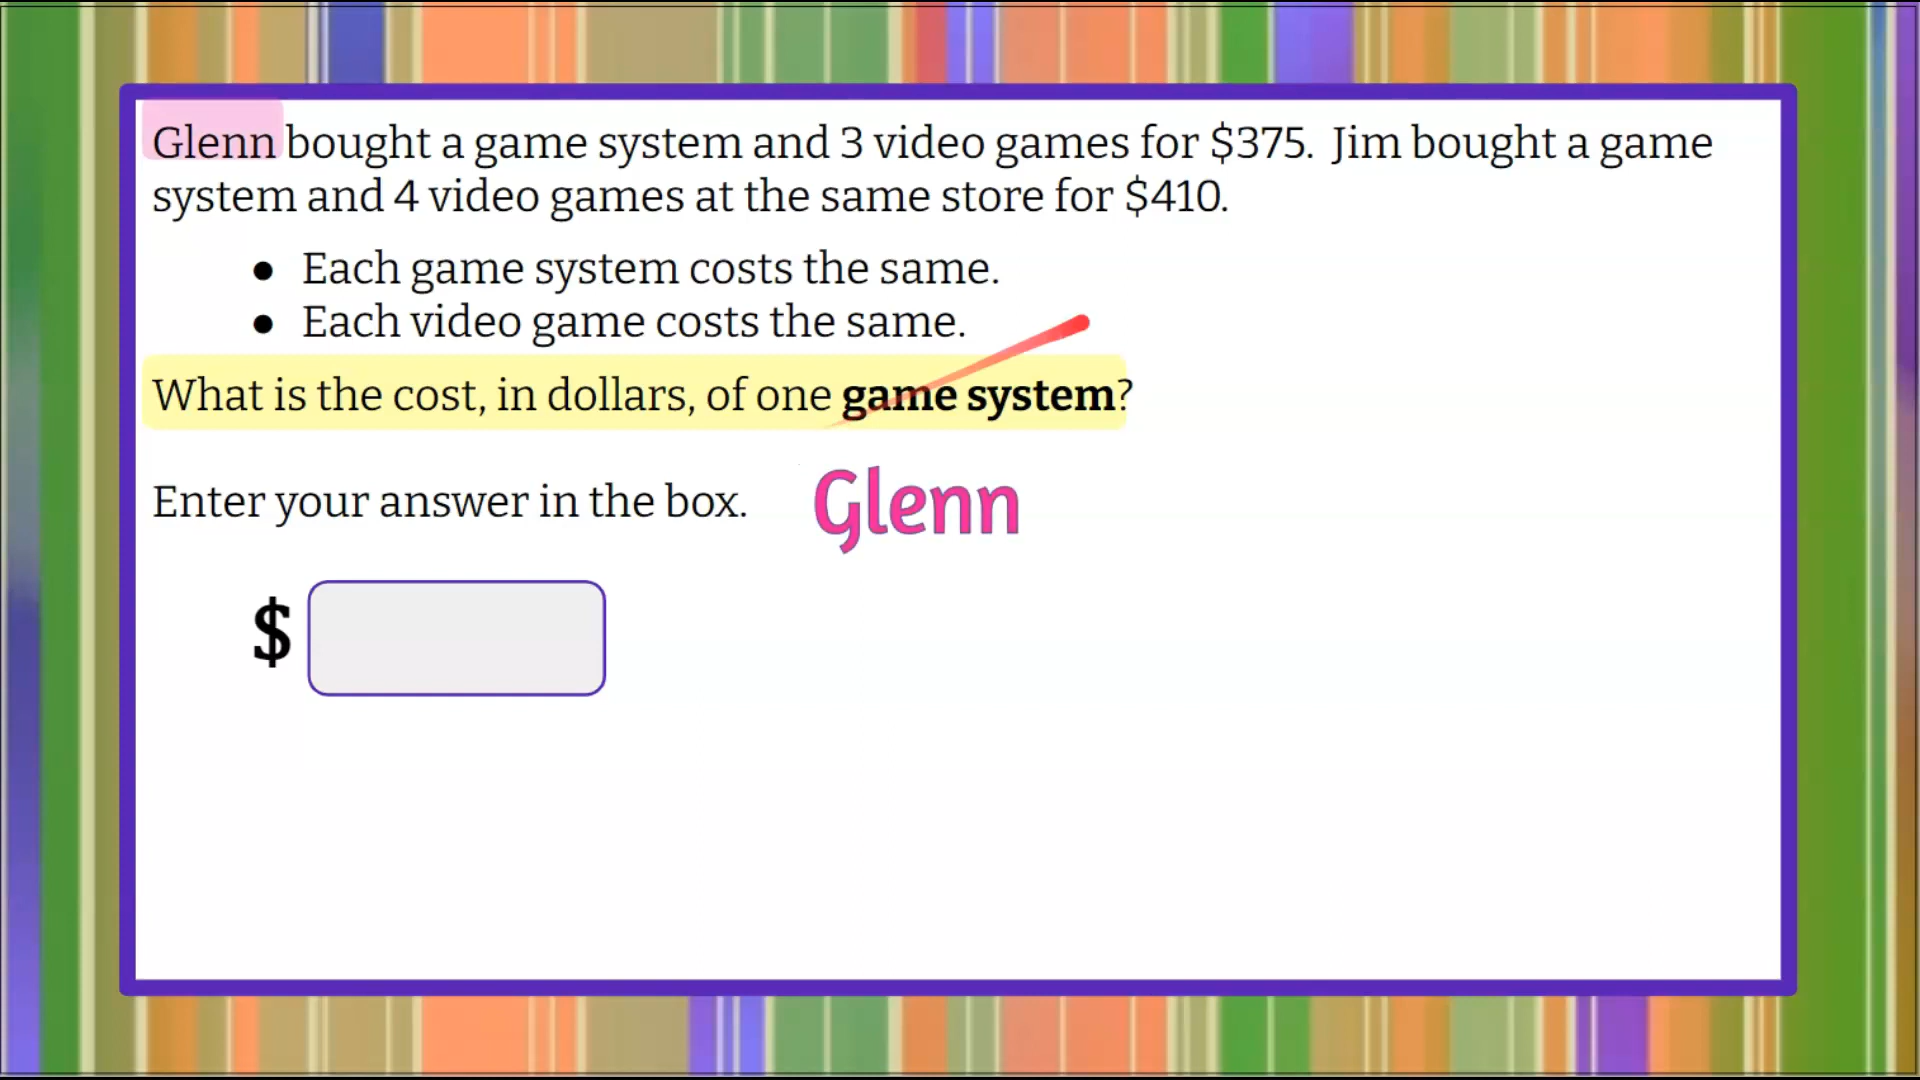 Glenn bought a game system and 3 video games for $375. Jim bought a game
system and 4 video games at the same store for $410.
● Each game system costs the same.
● Each video game costs the same.
What is the cost, in dollars, of one game system?
Enter your answer in the box.
Glenn
$